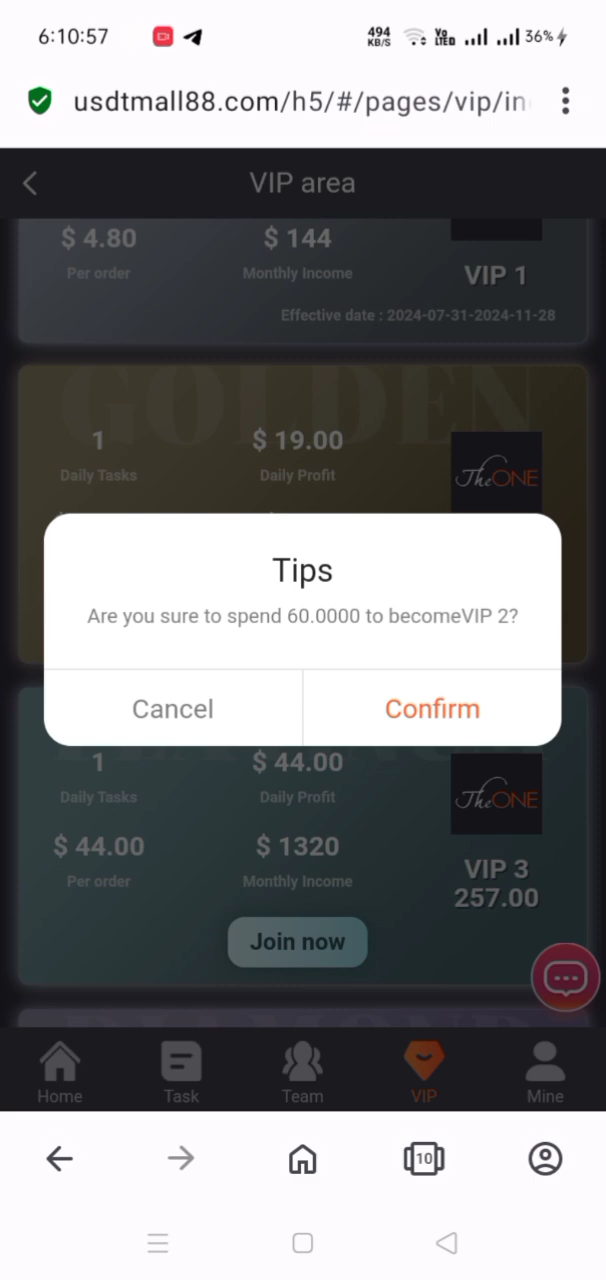 6:10:57
494 KB/S
Vo LTE
36%
usdtmall88.com/h5/#/pages/vip/in
VIP area
$ 4.80
$ 144
Per order
Monthly Income
VIP 1
Effective date : 2024-07-31-2024-11-28
GOLDEN
1
$ 19.00
Daily Tasks
Daily Profit
TheONE
Tips
Are you sure to spend 60.0000 to becomeVIP 2?
Cancel
Confirm
1
$ 44.00
Daily Tasks
Daily Profit
TheONE
$ 44.00
$ 1320
Per order
Monthly Income
VIP 3
257.00
Join now
Home
Task
Team
VIP
Mine
10